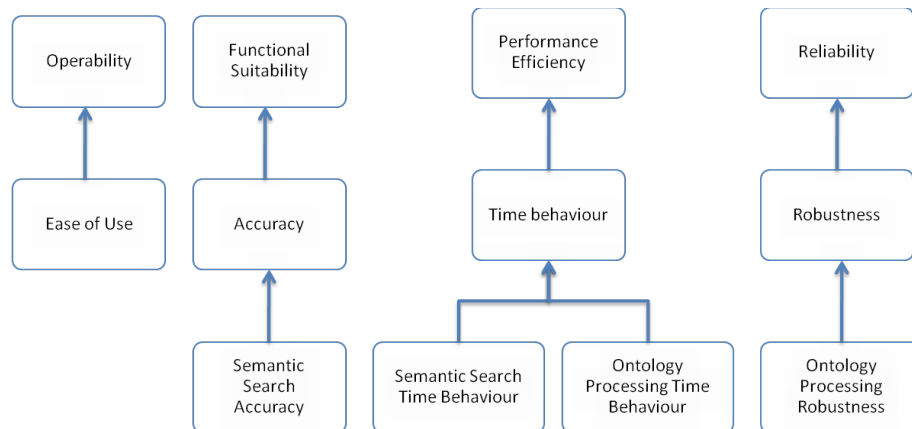 Operability
Functional
Suitability
Performance
Efficiency
Reliability
Ease of Use
Accuracy
Time behaviour
Robustness
Semantic
Search
Accuracy
Semantic Search
Time Behaviour
Ontology
Processing Time
Behaviour
Ontology
Processing
Robustness